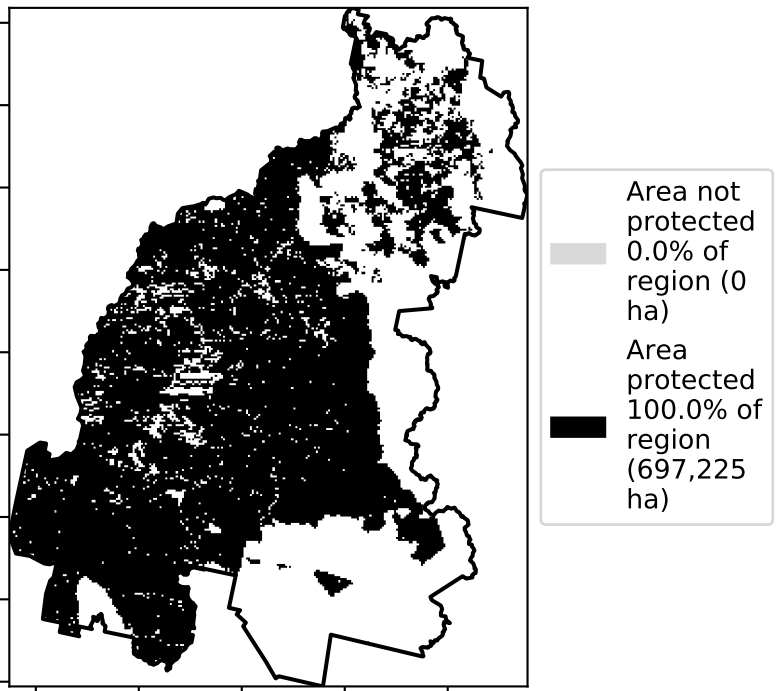 Area not
protected
0.0% of
region (0
ha)
Area
protected
100.0% of
region
(697,225
ha)